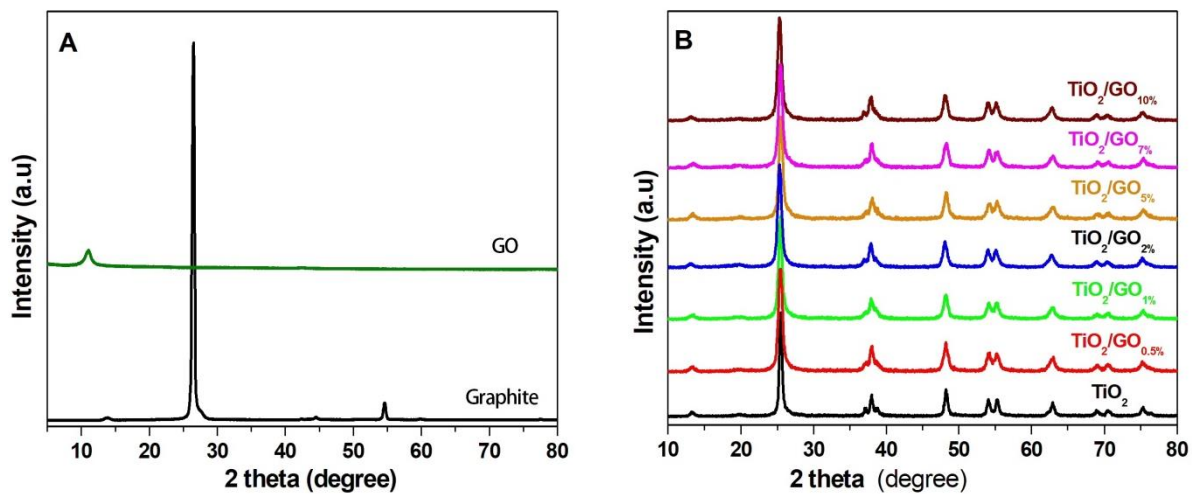 A
Intensity (a.u)
GO
Graphite
10 20 30 40 50 60 70 80
2 theta (degree)
B
Intensity (a.u)
TiO2/GO10%
TiO2/GO7%
TiO2/GO5%
TiO2/GO2%
TiO2/GO1%
TiO2/GO0.5%
TiO2
10 20 30 40 50 60 70 80
2 theta (degree)